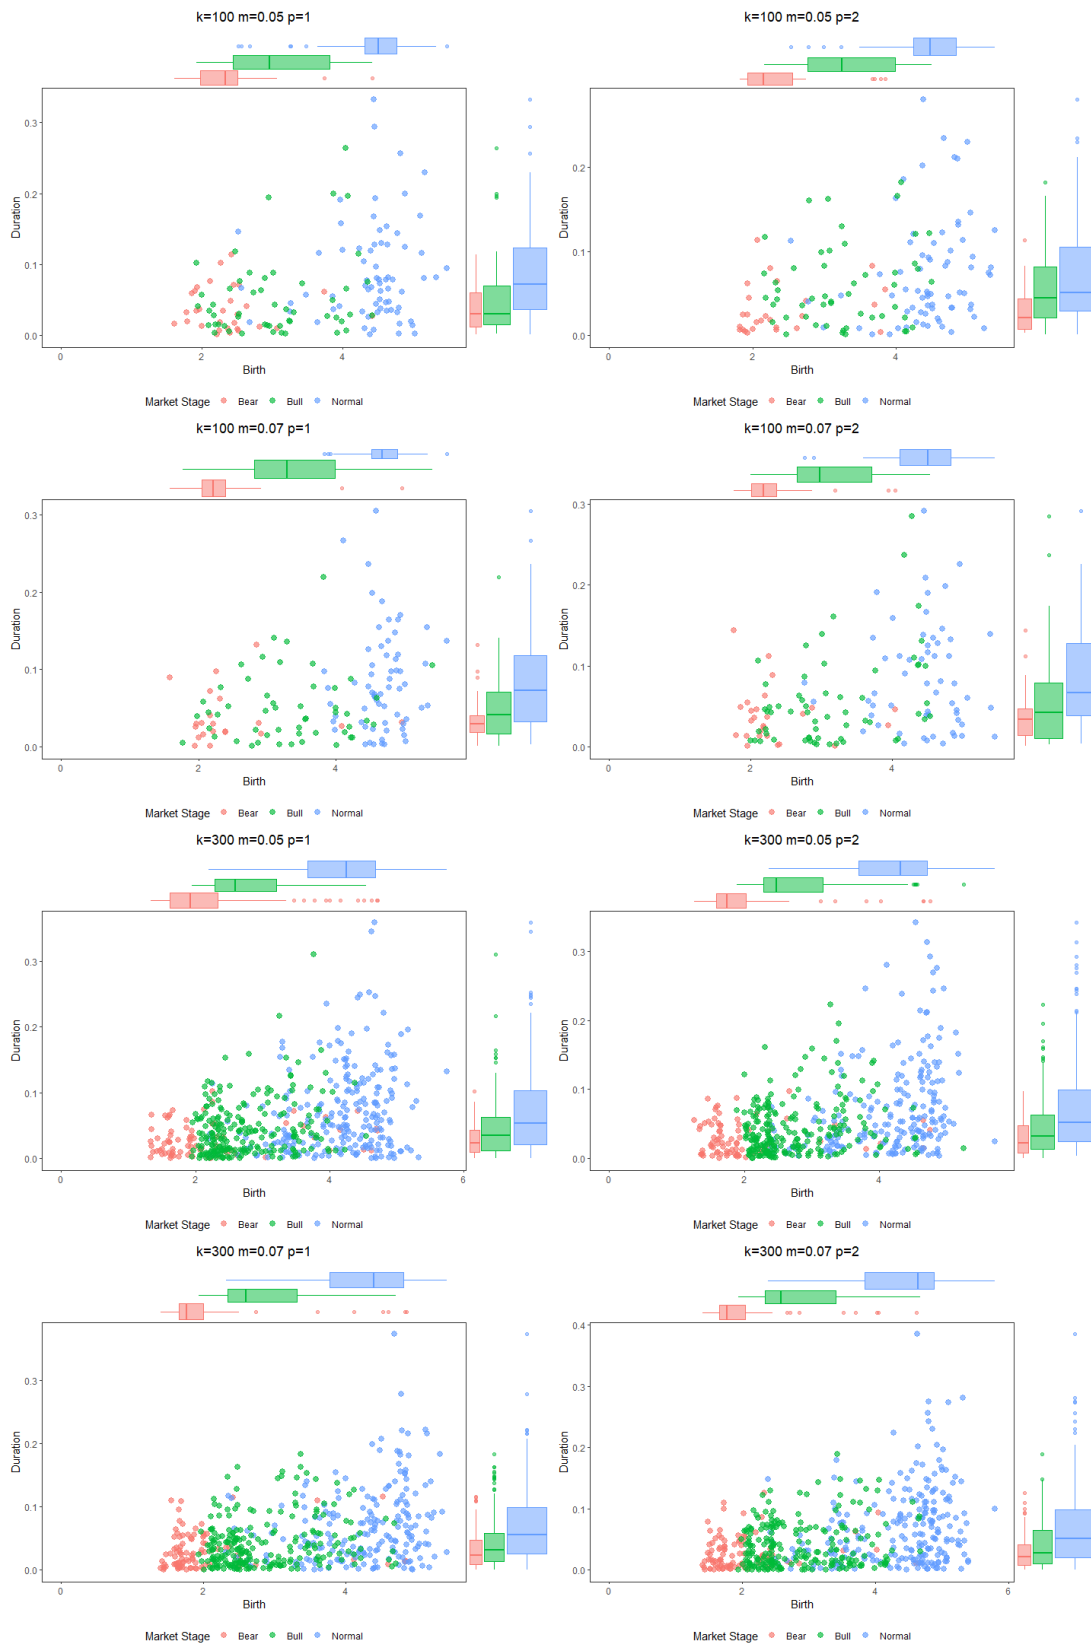 k=100 m=0.05 p=1
k=100 m=0.05 p=2
0.3
0.2
0.1
0.0
Duration
0 2 4
Birth
Market Stage Bear Bull Normal
0.2
0.1
0.0
Duration
0 2 4
Birth
Market Stage Bear Bull Normal
k=100 m=0.07 p=1
k=100 m=0.07 p=2
0.3
0.2
0.1
0.0
Duration
0 2 4
Birth
Market Stage Bear Bull Normal
0.3
0.2
0.1
0.0
Duration
0 2 4
Birth
Market Stage Bear Bull Normal
k=300 m=0.05 p=1
k=300 m=0.05 p=2
0.3
0.2
0.1
0.0
Duration
0 2 4 6
Birth
Market Stage Bear Bull Normal
0.3
0.2
0.1
0.0
Duration
0 2 4
Birth
Market Stage Bear Bull Normal
k=300 m=0.07 p=1
k=300 m=0.07 p=2
0.3
0.2
0.1
0.0
Duration
0 2 4
Birth
Market Stage Bear Bull Normal
0.4
0.3
0.2
0.1
0.0
Duration
0 2 4 6
Birth
Market Stage Bear Bull Normal